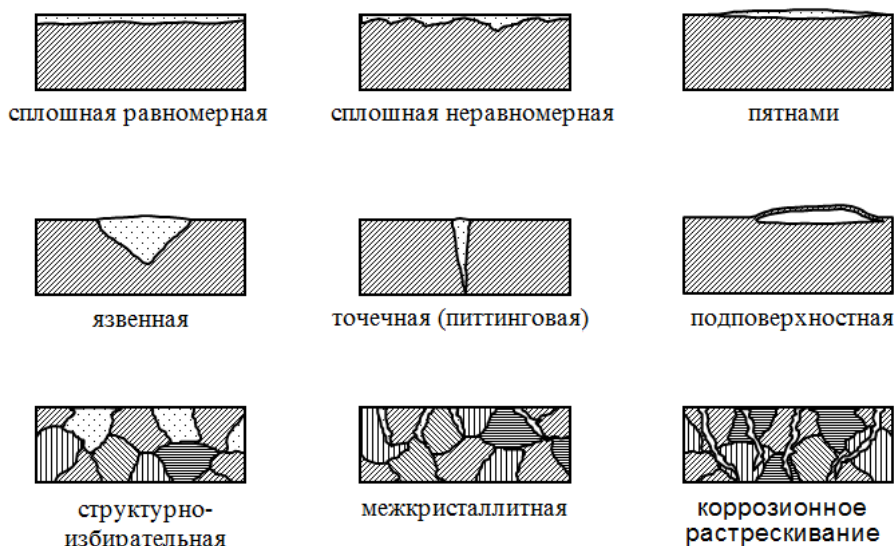 сплошная равномерная
сплошная неравномерная
пятнами
язвенная
точечная (питтинговая)
подповерхностная
структурно-
избирательная
межкристаллитная
коррозионное
растрескивание